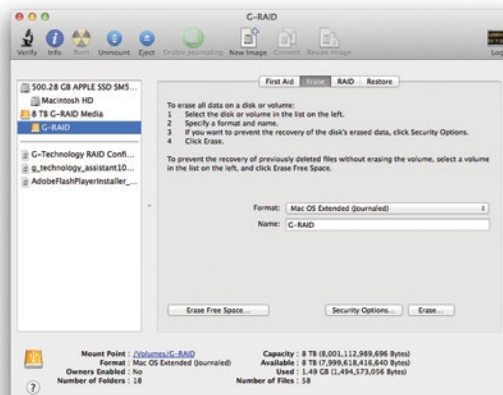 G-RAID
Verify Info Burn Unmount Eject Enable Journaling New Image Convert Resize Image Log
500.28 GB APPLE SSD SM5...
Macintosh HD
8 TB G-RAID Media
G-RAID
G-Technology RAID Confi...
g_technology_assistant10...
AdobeFlashPlayerInstaller_...
First Aid Erase RAID Restore
To erase all data on a disk or volume:
1 Select the disk or volume in the list on the left.
2 Specify a format and name.
3 If you want to prevent the recovery of the disk's erased data, click Security Options.
4 Click Erase.
To prevent the recovery of previously deleted files without erasing the volume, select a volume
in the list on the left, and click Erase Free Space.
Format: Mac OS Extended (Journaled)
Name: G-RAID
Erase Free Space... Security Options... Erase...
Mount Point : /Volumes/G-RAID
Format : Mac OS Extended (Journaled)
Owners Enabled : No
Number of Folders : 18
Capacity : 8 TB (8,001,112,989,696 Bytes)
Available : 8 TB (7,999,618,416,640 Bytes)
Used : 1.49 GB (1,494,573,056 Bytes)
Number of Files : 58
?